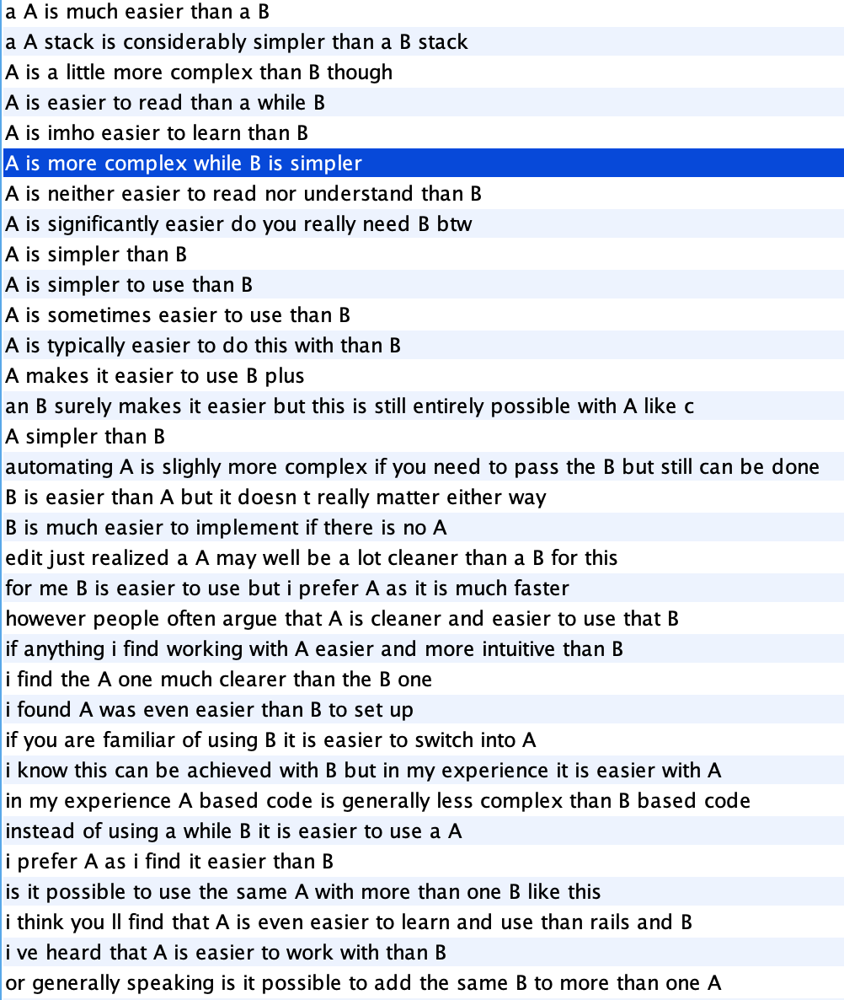 a A is much easier than a B
a A stack is considerably simpler than a B stack
A is a little more complex than B though
A is easier to read than a while B
A is imho easier to learn than B
A is more complex while B is simpler
A is neither easier to read nor understand than B
A is significantly easier do you really need B btw
A is simpler than B
A is simpler to use than B
A is sometimes easier to use than B
A is typically easier to do this with than B
A makes it easier to use B plus
an B surely makes it easier but this is still entirely possible with A like c
A simpler than B
automating A is slighly more complex if you need to pass the B but still can be done
B is easier than A but it doesn t really matter either way
B is much easier to implement if there is no A
edit just realized a A may well be a lot cleaner than a B for this
for me B is easier to use but i prefer A as it is much faster
however people often argue that A is cleaner and easier to use that B
if anything i find working with A easier and more intuitive than B
i find the A one much clearer than the B one
i found A was even easier than B to set up
if you are familiar of using B it is easier to switch into A
i know this can be achieved with B but in my experience it is easier with A
in my experience A based code is generally less complex than B based code
instead of using a while B it is easier to use a A
i prefer A as i find it easier than B
is it possible to use the same A with more than one B like this
i think you ll find that A is even easier to learn and use than rails and B
i ve heard that A is easier to work with than B
or generally speaking is it possible to add the same B to more than one A